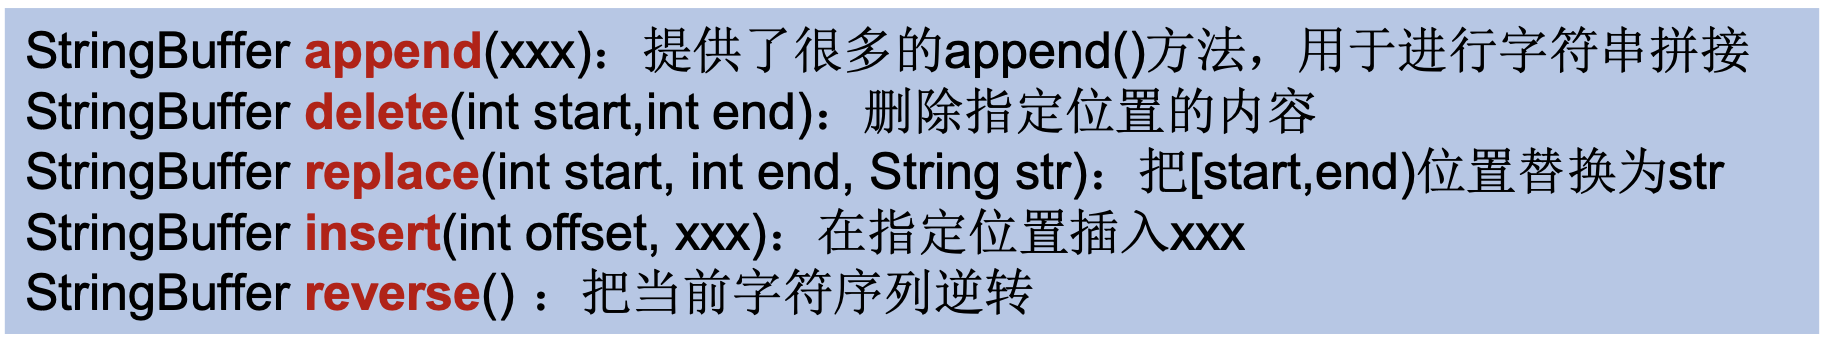 StringBuffer append(xxx)：提供了很多的append()方法，用于进行字符串拼接
StringBuffer delete(int start,int end)：删除指定位置的内容
StringBuffer replace(int start, int end, String str)：把[start,end)位置替换为str
StringBuffer insert(int offset, xxx)：在指定位置插入xxx
StringBuffer reverse() ：把当前字符序列逆转